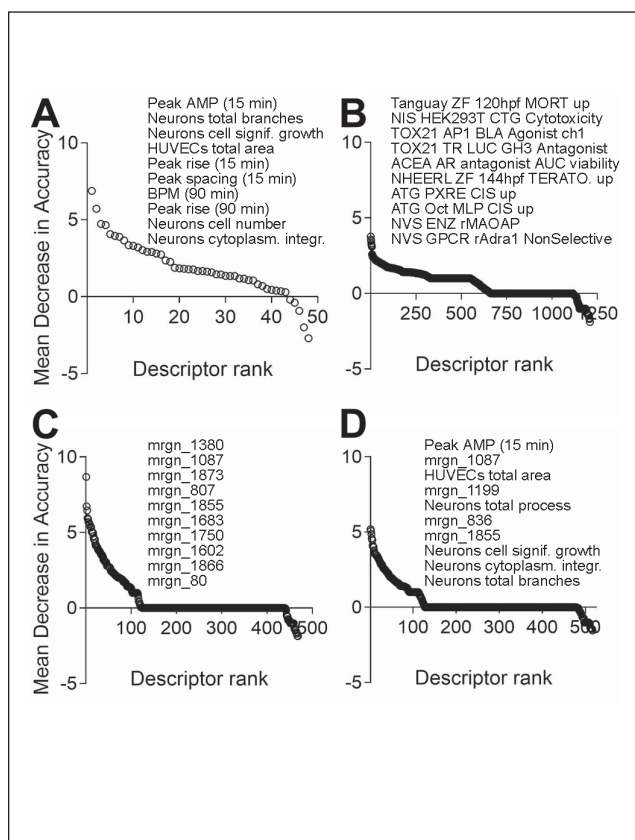 A
Peak AMP (15 min)
Neurons total branches
Neurons cell signif. growth
HUVECs total area
Peak rise (15 min)
Peak spacing (15 min)
BPM (90 min)
Peak rise (90 min)
Neurons cell number
Neurons cytoplasm. integr.
Mean Decrease in Accuracy
10
5
0
-5
10 20 30 40 50
Descriptor rank
B
Tanguay ZF 120hpf MORT up
NIS HEK293T CTG Cytotoxicity
TOX21 AP1 BLA Agonist ch1
TOX21 TR LUC GH3 Antagonist
ACEA AR antagonist AUC viability
NHEERL ZF 144hpf TERATO. up
ATG PXRE CIS up
ATG Oct MLP CIS up
NVS ENZ rMAOAP
NVS GPCR rAdra1 NonSelective
10
5
0
-5
250 500 750 1000 1250
Descriptor rank
C
mrgn_1380
mrgn_1087
mrgn_1873
mrgn_807
mrgn_1855
mrgn_1683
mrgn_1750
mrgn_1602
mrgn_1866
mrgn_80
Mean Decrease in Accuracy
10
5
0
-5
100 200 300 400 500
Descriptor rank
D
Peak AMP (15 min)
mrgn_1087
HUVECs total area
mrgn_1199
Neurons total process
mrgn_836
mrgn_1855
Neurons cell signif. growth
Neurons cytoplasm. integr.
Neurons total branches
10
5
0
-5
100 200 300 400 500
Descriptor rank